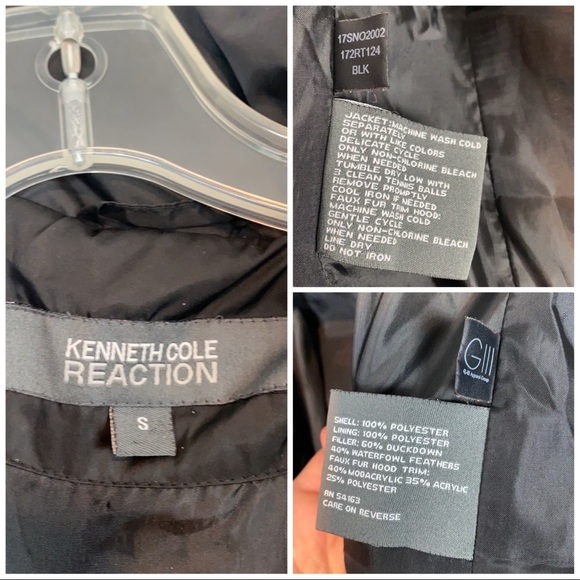 KENNETH COLE
REACTION
S
17SNO2002
172RT124
BLK
JACKET: MACHINE WASH COLD
SEPARATELY
OR WITH LIKE COLORS
DELICATE CYCLE
ONLY NON-CHLORINE BLEACH
WHEN NEEDED
TUMBLE DRY LOW WITH
3 CLEAN TENNIS BALLS
REMOVE PROMPTLY
COOL IRON IF NEEDED
FAUX FUR TRIM HOOD:
MACHINE WASH COLD
GENTLE CYCLE
ONLY NON-CHLORINE BLEACH
WHEN NEEDED
LINE DRY
DO NOT IRON
GIII
G-III Apparel Group
SHELL: 100% POLYESTER
LINING: 100% POLYESTER
FILLER: 60% DUCKDOWN
40% WATERFOWL FEATHERS
FAUX FUR HOOD TRIM:
40% MODACRYLIC 35% ACRYLIC
25% POLYESTER
RN 54163
CARE ON REVERSE